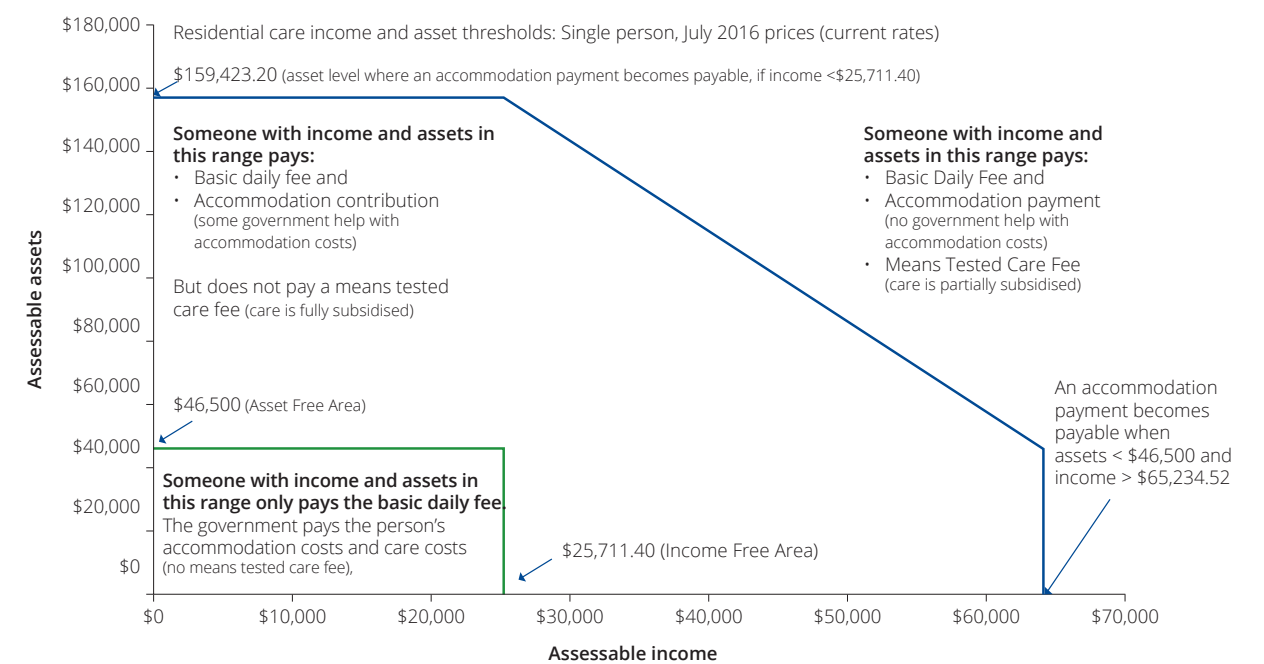 Residential care income and asset thresholds: Single person, July 2016 prices (current rates)
$159,423.20 (asset level where an accommodation payment becomes payable, if income <$25,711.40)
Someone with income and assets in
this range pays:
• Basic daily fee and
• Accommodation contribution
(some government help with
accommodation costs)
But does not pay a means tested
care fee (care is fully subsidised)
Someone with income and
assets in this range pays:
• Basic Daily Fee and
• Accommodation payment
(no government help with
accommodation costs)
• Means Tested Care Fee
(care is partially subsidised)
An accommodation
payment becomes
payable when
assets < $46,500 and
income > $65,234.52
$46,500 (Asset Free Area)
Someone with income and assets in
this range only pays the basic daily fee.
The government pays the person’s
accommodation costs and care costs
(no means tested care fee),
$25,711.40 (Income Free Area)
Assessable assets
$180,000
$160,000
$140,000
$120,000
$100,000
$80,000
$60,000
$40,000
$20,000
$0
$0
$10,000
$20,000
$30,000
$40,000
$50,000
$60,000
$70,000
Assessable income